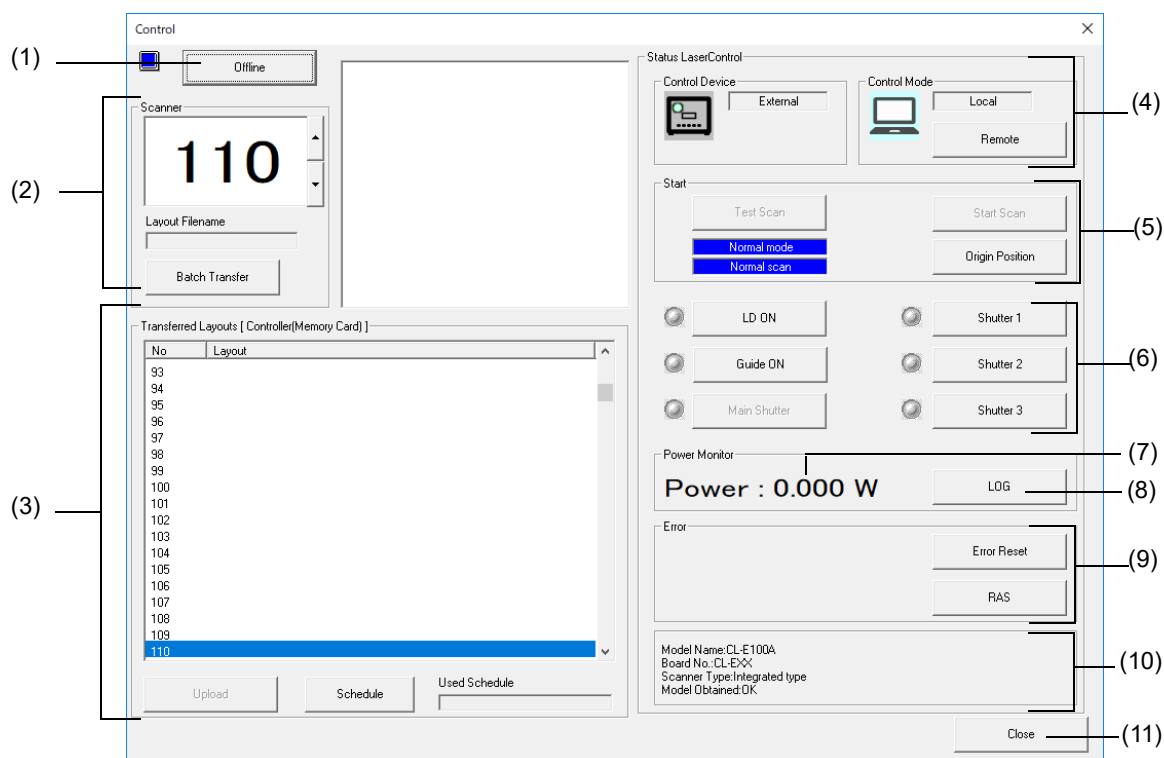 Control
(1)
Offline
(2)
Scanner
110
Layout Filename
Batch Transfer
(3)
Transferred Layouts [ Controller(Memory Card) ]
No Layout
93
94
95
96
97
98
99
100
101
102
103
104
105
106
107
108
109
110
Upload
Schedule
Used Schedule
Status LaserControl
Control Device
External
Control Mode
Local
Remote
(4)
Start
Test Scan
Start Scan
Normal mode
Normal scan
Origin Position
(5)
LD ON
Shutter 1
Guide ON
Shutter 2
Main Shutter
Shutter 3
(6)
Power Monitor
(7)
Power : 0.000 W
LOG
(8)
Error
Error Reset
RAS
(9)
Model Name:CL-E100A
Board No.:CL-EXX
Scanner Type:Integrated type
Model Obtained:OK
(10)
Close
(11)